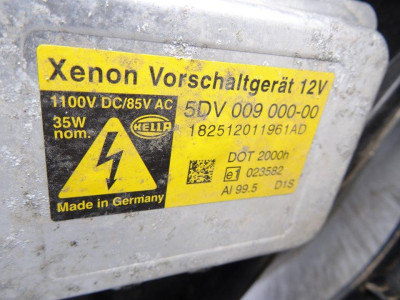 Xenon Vorschaltgerät 12V
1100V DC/85V AC
5DV 009 000-00
35W
nom.
HELLA
182512011961AD
DOT 2000h
e1 023582
Al 99.5 D1S
Made in Germany